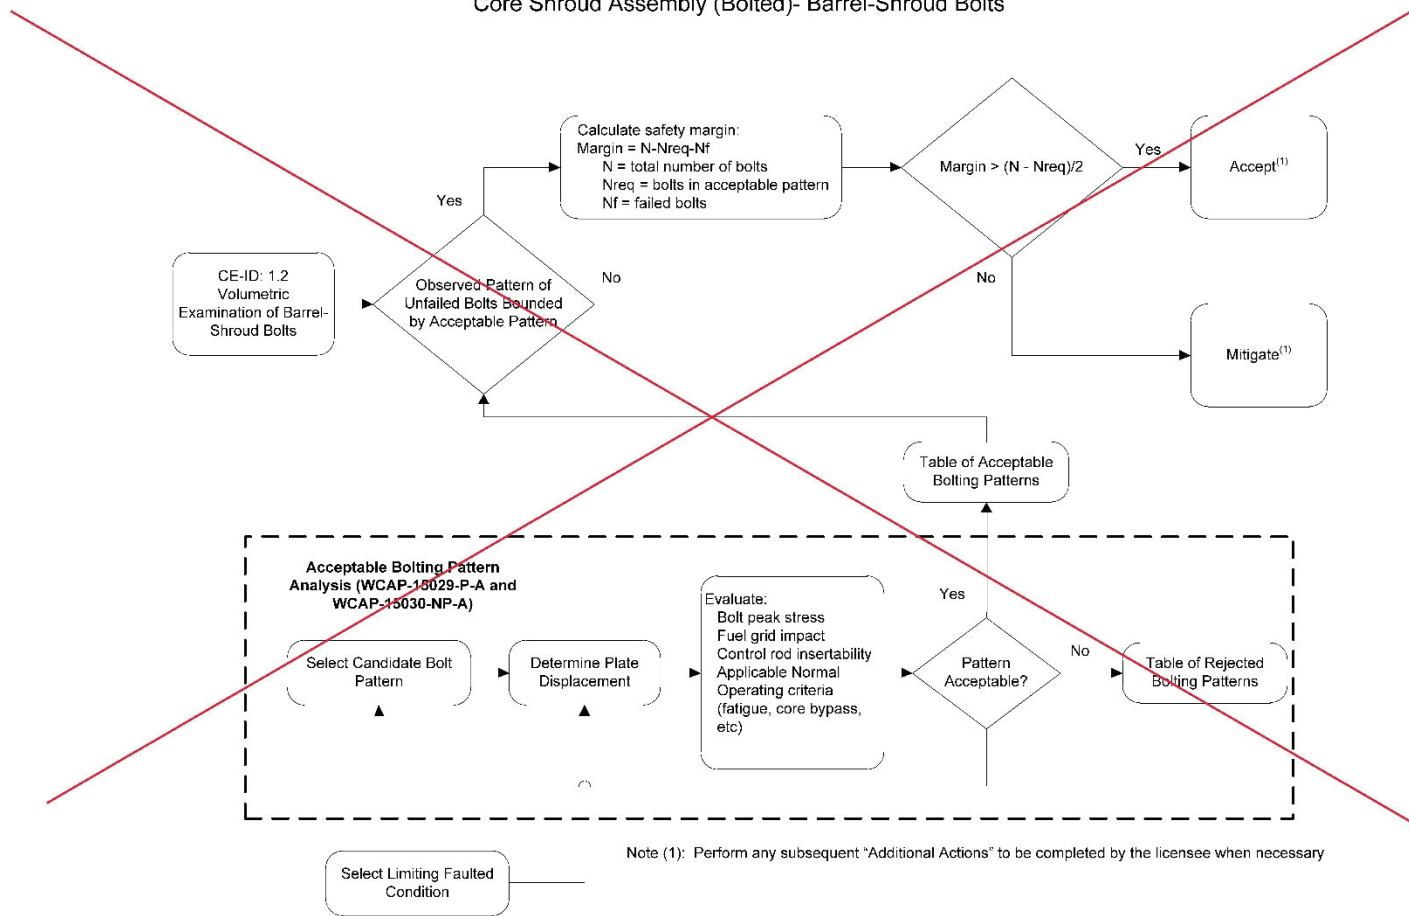 Core Shroud Assembly (Bolted)- Barrel-Shroud Bolts
Calculate safety margin:
Margin = N-Nreq-Nf
N = total number of bolts
Nreq = bolts in acceptable pattern
Nf = failed bolts
Margin > (N - Nreq)/2
Yes
Accept(1)
Yes
CE-ID: 1.2
Volumetric
Examination of Barrel-
Shroud Bolts
Observed Pattern of
Unfailed Bolts Bounded
by Acceptable Pattern
No
No
Mitigate(1)
Table of Acceptable
Bolting Patterns
Acceptable Bolting Pattern
Analysis (WCAP-15029-P-A and
WCAP-15030-NP-A)
Select Candidate Bolt
Pattern
Determine Plate
Displacement
Evaluate:
Bolt peak stress
Fuel grid impact
Control rod insertability
Applicable Normal
Operating criteria
(fatigue, core bypass,
etc)
Yes
Pattern
Acceptable?
No
Table of Rejected
Bolting Patterns
Note (1): Perform any subsequent “Additional Actions” to be completed by the licensee when necessary
Select Limiting Faulted
Condition